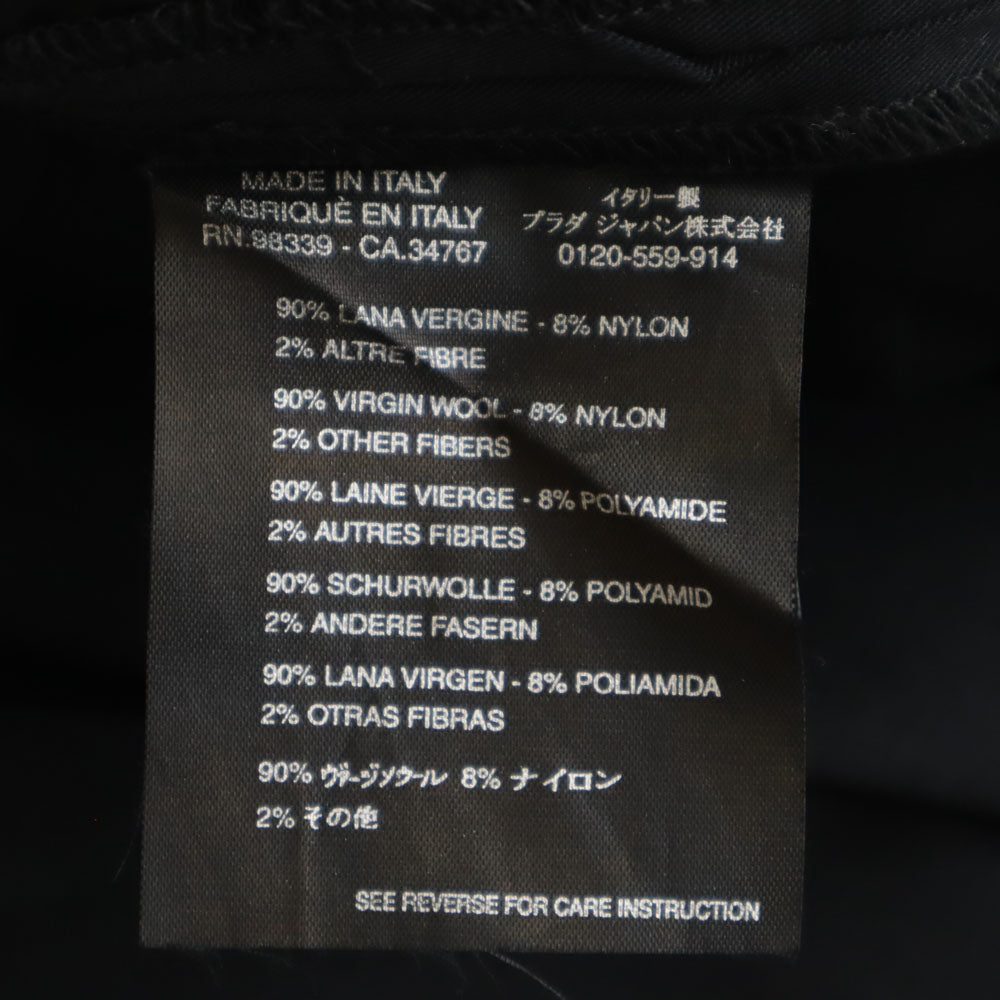 MADE IN ITALY
FABRIQUÈ EN ITALY
RN.98339 - CA.34767
イタリー製
プラダ ジャパン株式会社
0120-559-914
90% LANA VERGINE - 8% NYLON
2% ALTRE FIBRE
90% VIRGIN WOOL - 8% NYLON
2% OTHER FIBERS
90% LAINE VIERGE - 8% POLYAMIDE
2% AUTRES FIBRES
90% SCHURWOLLE - 8% POLYAMID
2% ANDERE FASERN
90% LANA VIRGEN - 8% POLIAMIDA
2% OTRAS FIBRAS
90% ヴァージンウール 8% ナイロン
2% その他
SEE REVERSE FOR CARE INSTRUCTION